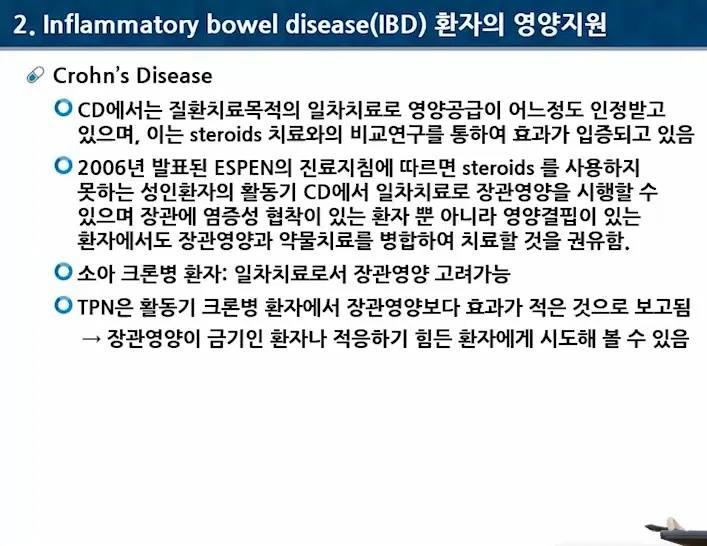 2. Inflammatory bowel disease(IBD) 환자의 영양지원
Crohn's Disease
CD에서는 질환치료목적의 일차치료로 영양공급이 어느정도 인정받고
있으며, 이는 steroids 치료와의 비교연구를 통하여 효과가 입증되고 있음
2006년 발표된 ESPEN의 진료지침에 따르면 steroids 를 사용하지
못하는 성인환자의 활동기 CD에서 일차치료로 장관영양을 시행할 수
있으며 장관에 염증성 협착이 있는 환자 뿐 아니라 영양결핍이 있는
환자에서도 장관영양과 약물치료를 병합하여 치료할 것을 권유함.
소아 크론병 환자: 일차치료로서 장관영양 고려가능
TPN은 활동기 크론병 환자에서 장관영양보다 효과가 적은 것으로 보고됨
→ 장관영양이 금기인 환자나 적응하기 힘든 환자에게 시도해 볼 수 있음